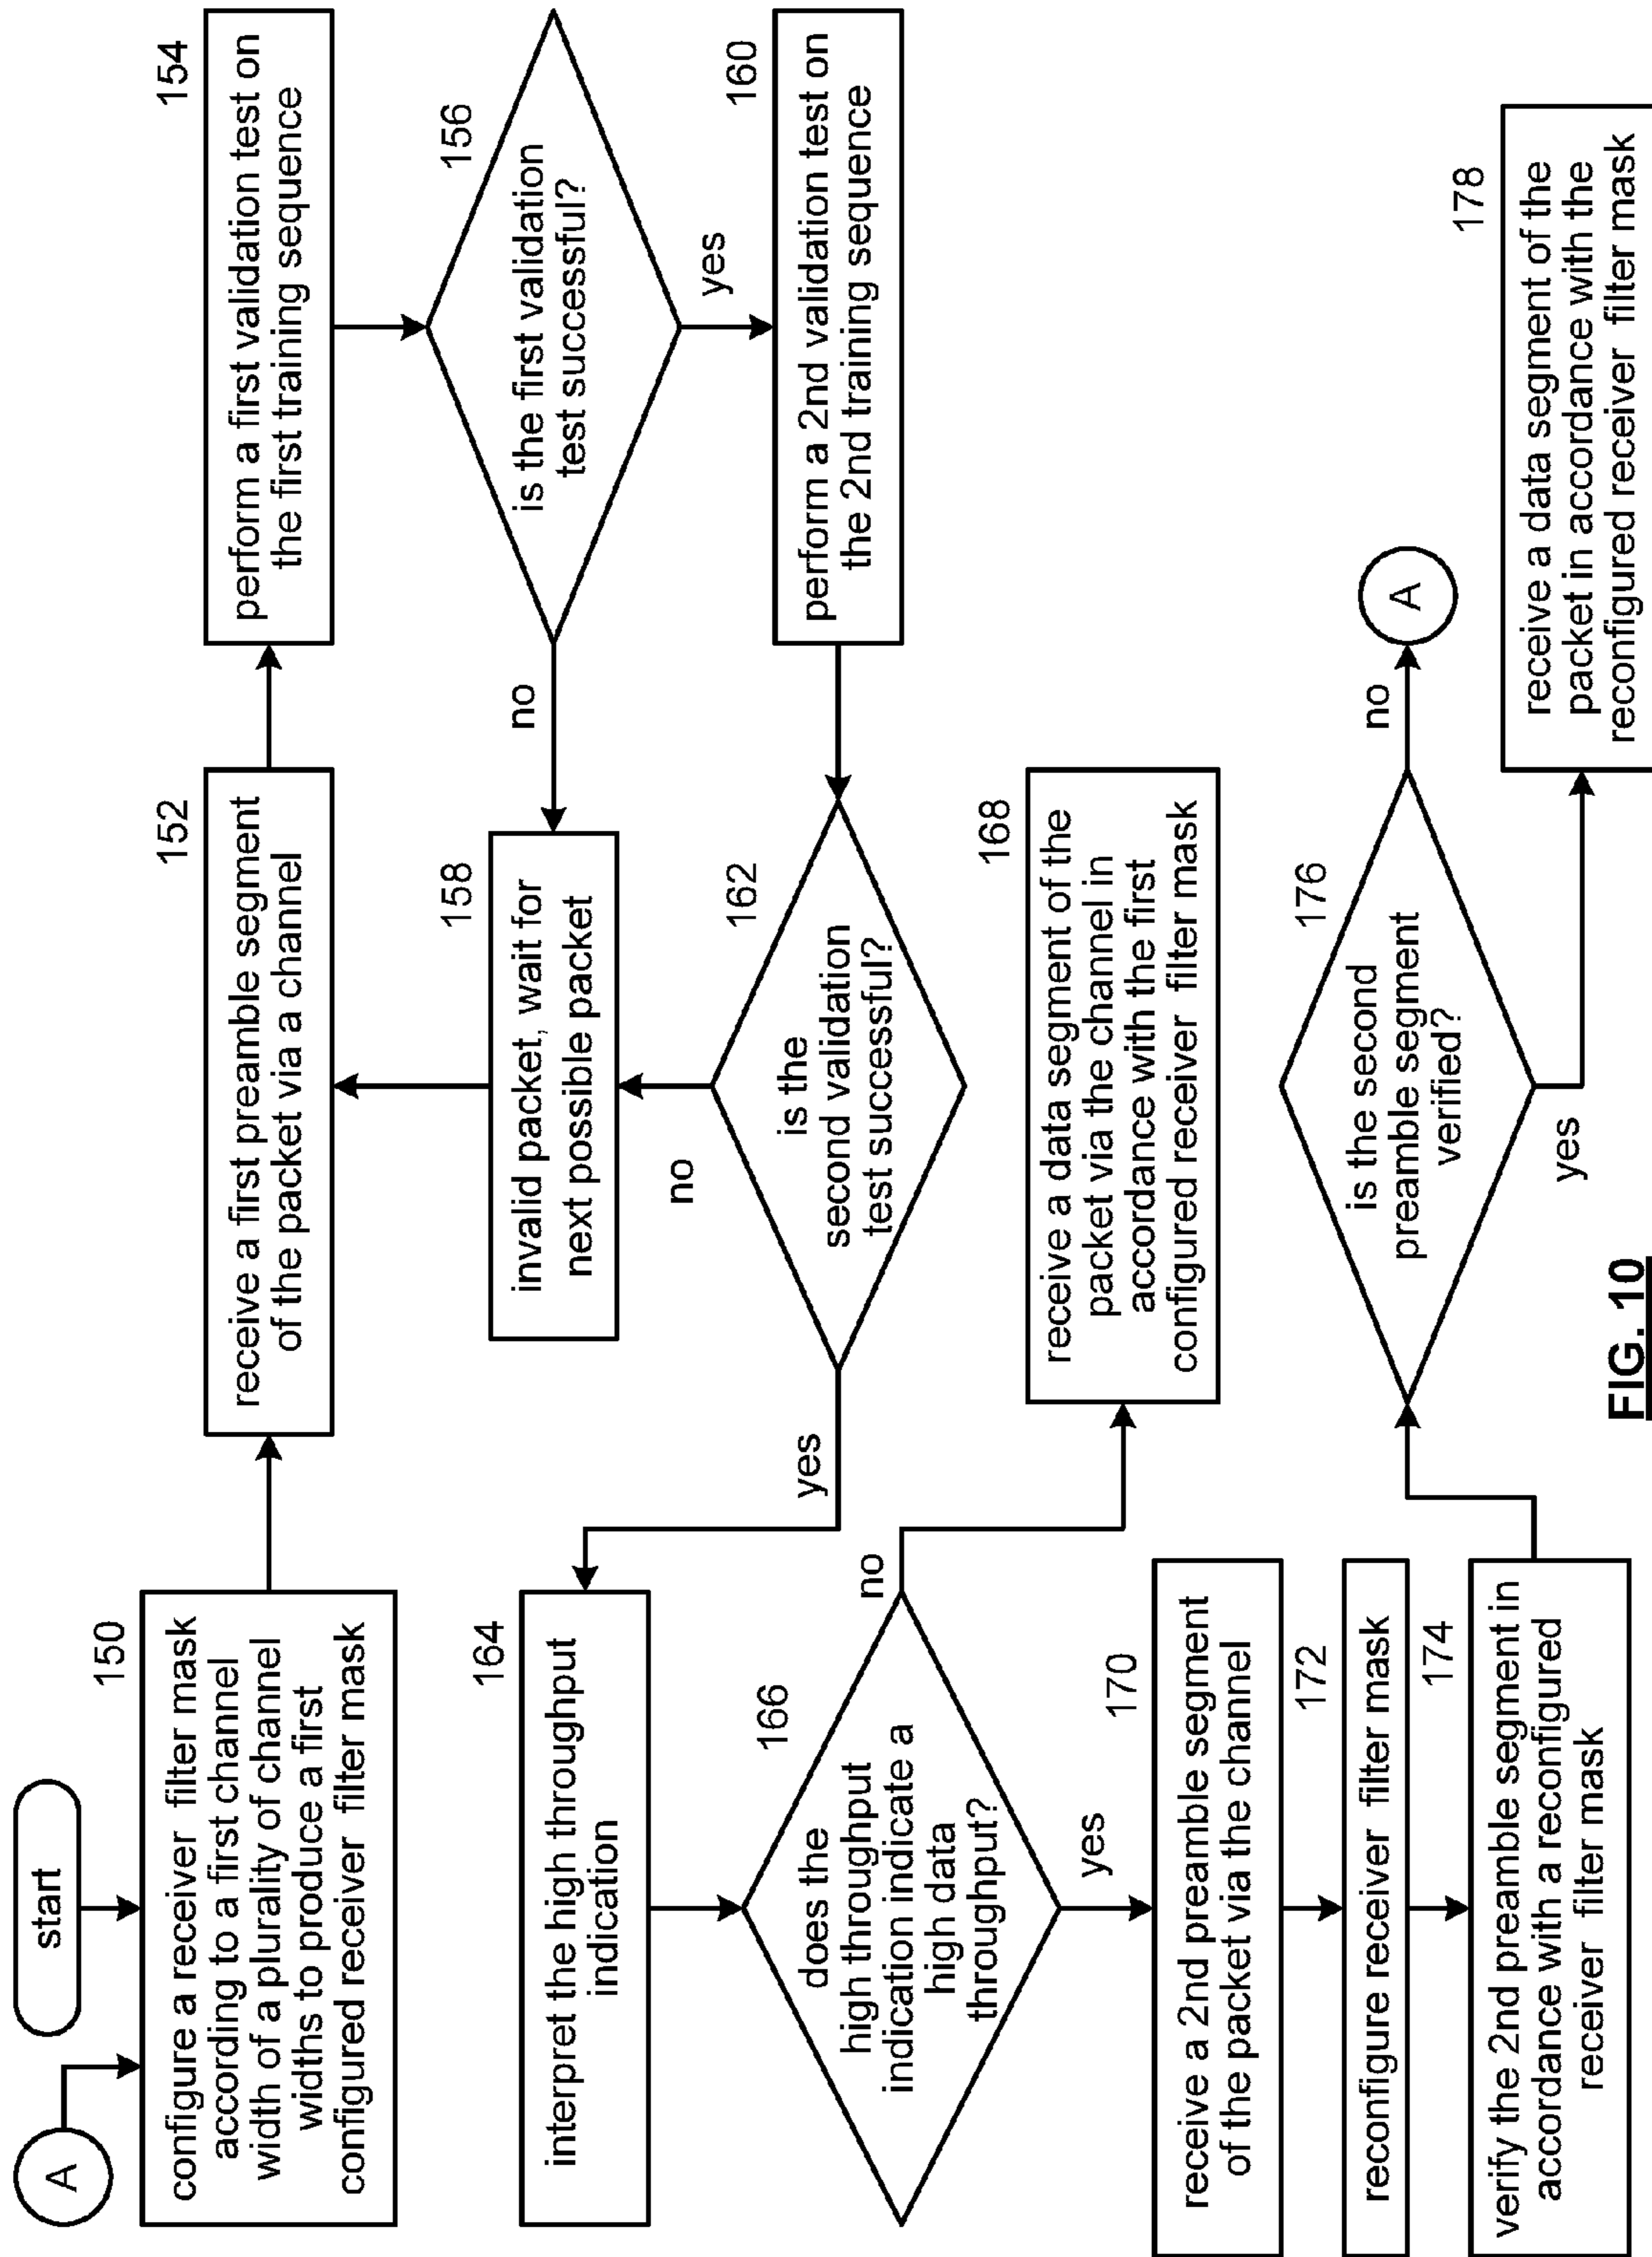 start
A
150
configure a receiver filter mask
according to a first channel
width of a plurality of channel
widths to produce a first
configured receiver filter mask
152
receive a first preamble segment
of the packet via a channel
154
perform a first validation test on
the first training sequence
156
is the first validation
test successful?
no
yes
158
invalid packet, wait for
next possible packet
160
perform a 2nd validation test on
the 2nd training sequence
162
is the
second validation
test successful?
no
yes
164
interpret the high throughput
indication
166
does the
high throughput
indication indicate a
high data
throughput?
no
yes
168
receive a data segment of the
packet via the channel in
accordance with the first
configured receiver filter mask
170
receive a 2nd preamble segment
of the packet via the channel
172
reconfigure receiver filter mask
174
verify the 2nd preamble segment in
accordance with a reconfigured
receiver filter mask
176
is the second
preamble segment
verified?
no
A
yes
178
receive a data segment of the
packet in accordance with the
reconfigured receiver filter mask
FIG. 10